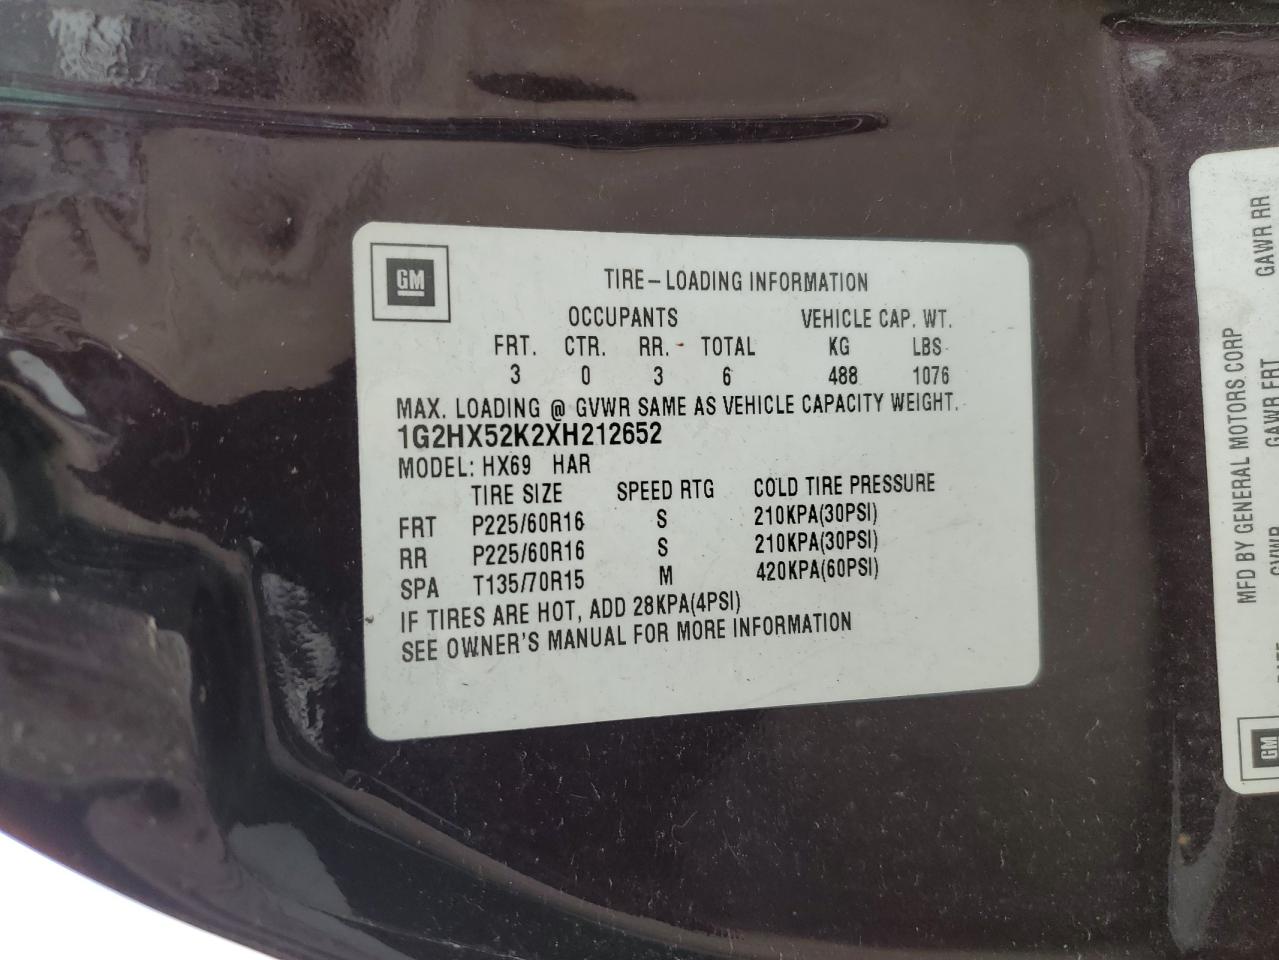 GM
TIRE-LOADING INFORMATION
OCCUPANTS VEHICLE CAP. WT.
FRT. CTR. RR. TOTAL KG LBS
3 0 3 6 488 1076
MAX. LOADING @ GVWR SAME AS VEHICLE CAPACITY WEIGHT.
1G2HX52K2XH212652
MODEL: HX69 HAR
TIRE SIZE SPEED RTG COLD TIRE PRESSURE
FRT P225/60R16 S 210KPA(30PSI)
RR P225/60R16 S 210KPA(30PSI)
SPA T135/70R15 M 420KPA(60PSI)
IF TIRES ARE HOT, ADD 28KPA(4PSI)
SEE OWNER'S MANUAL FOR MORE INFORMATION
MFD BY GENERAL MOTORS CORP
GVWR GAWR FRT GAWR RR
GM